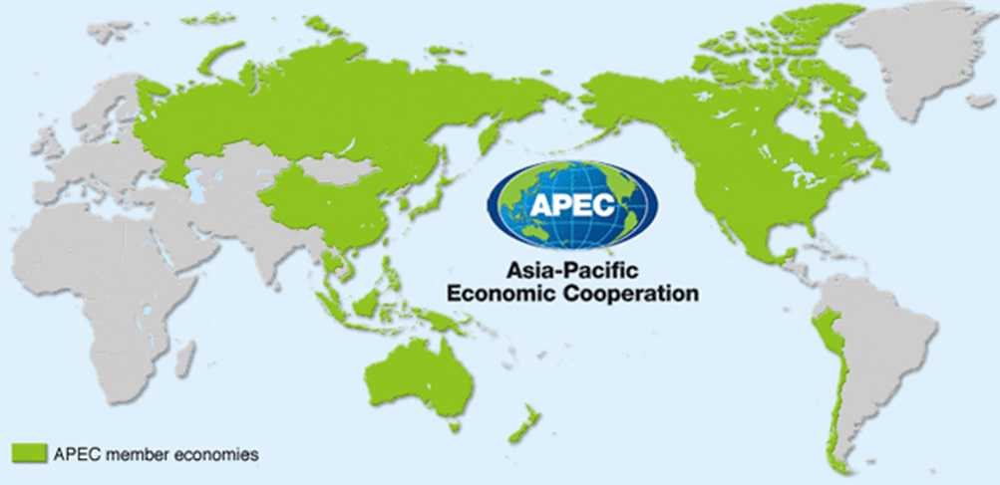 APEC
Asia-Pacific
Economic Cooperation
APEC member economies